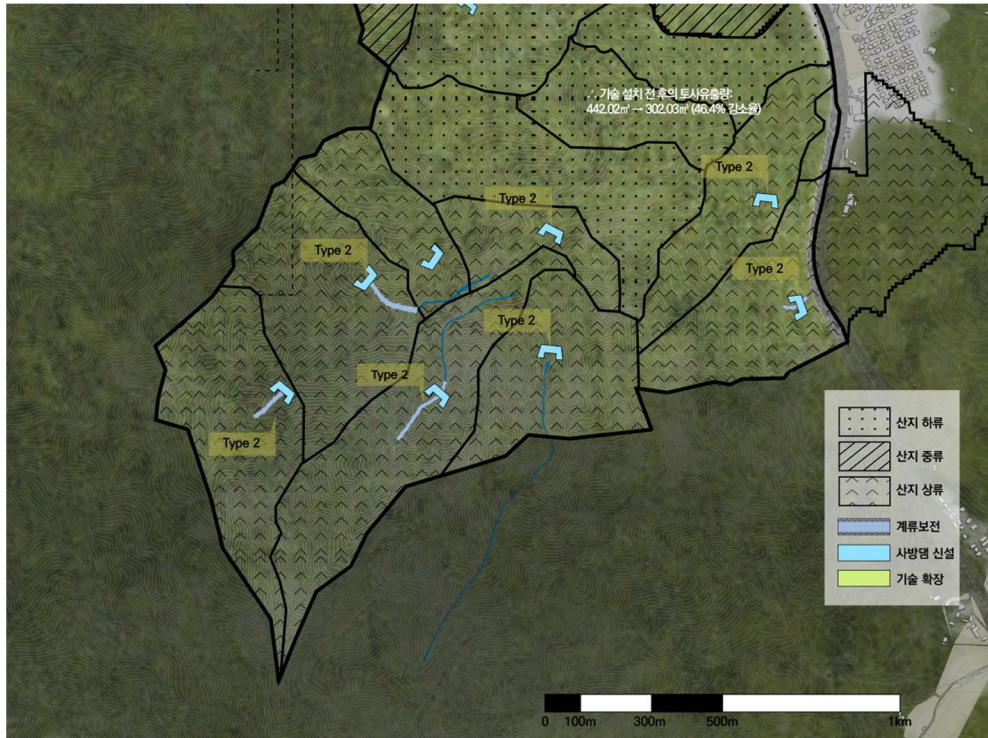 ∴ 기술 설치 전 후의 토사유출량:
442.02㎥ → 302.03㎥ (46.4% 감소율)
Type 2
Type 2
Type 2
Type 2
Type 2
Type 2
Type 2
산지 하류
산지 중류
산지 상류
계류보전
사방댐 신설
기술 확장
0 100m 300m 500m 1km